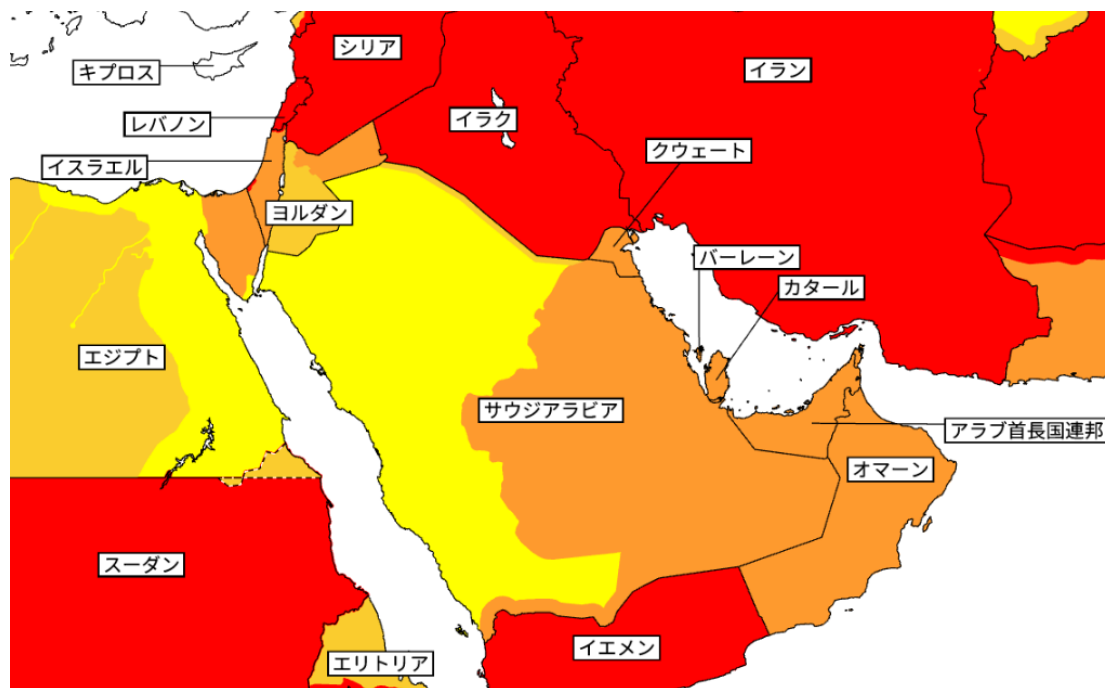 シリア
キプロス
イラン
レバノン
イラク
クウェート
イスラエル
ヨルダン
バーレーン
カタール
エジプト
サウジアラビア
アラブ首長国連邦
オマーン
スーダン
イエメン
エリトリア